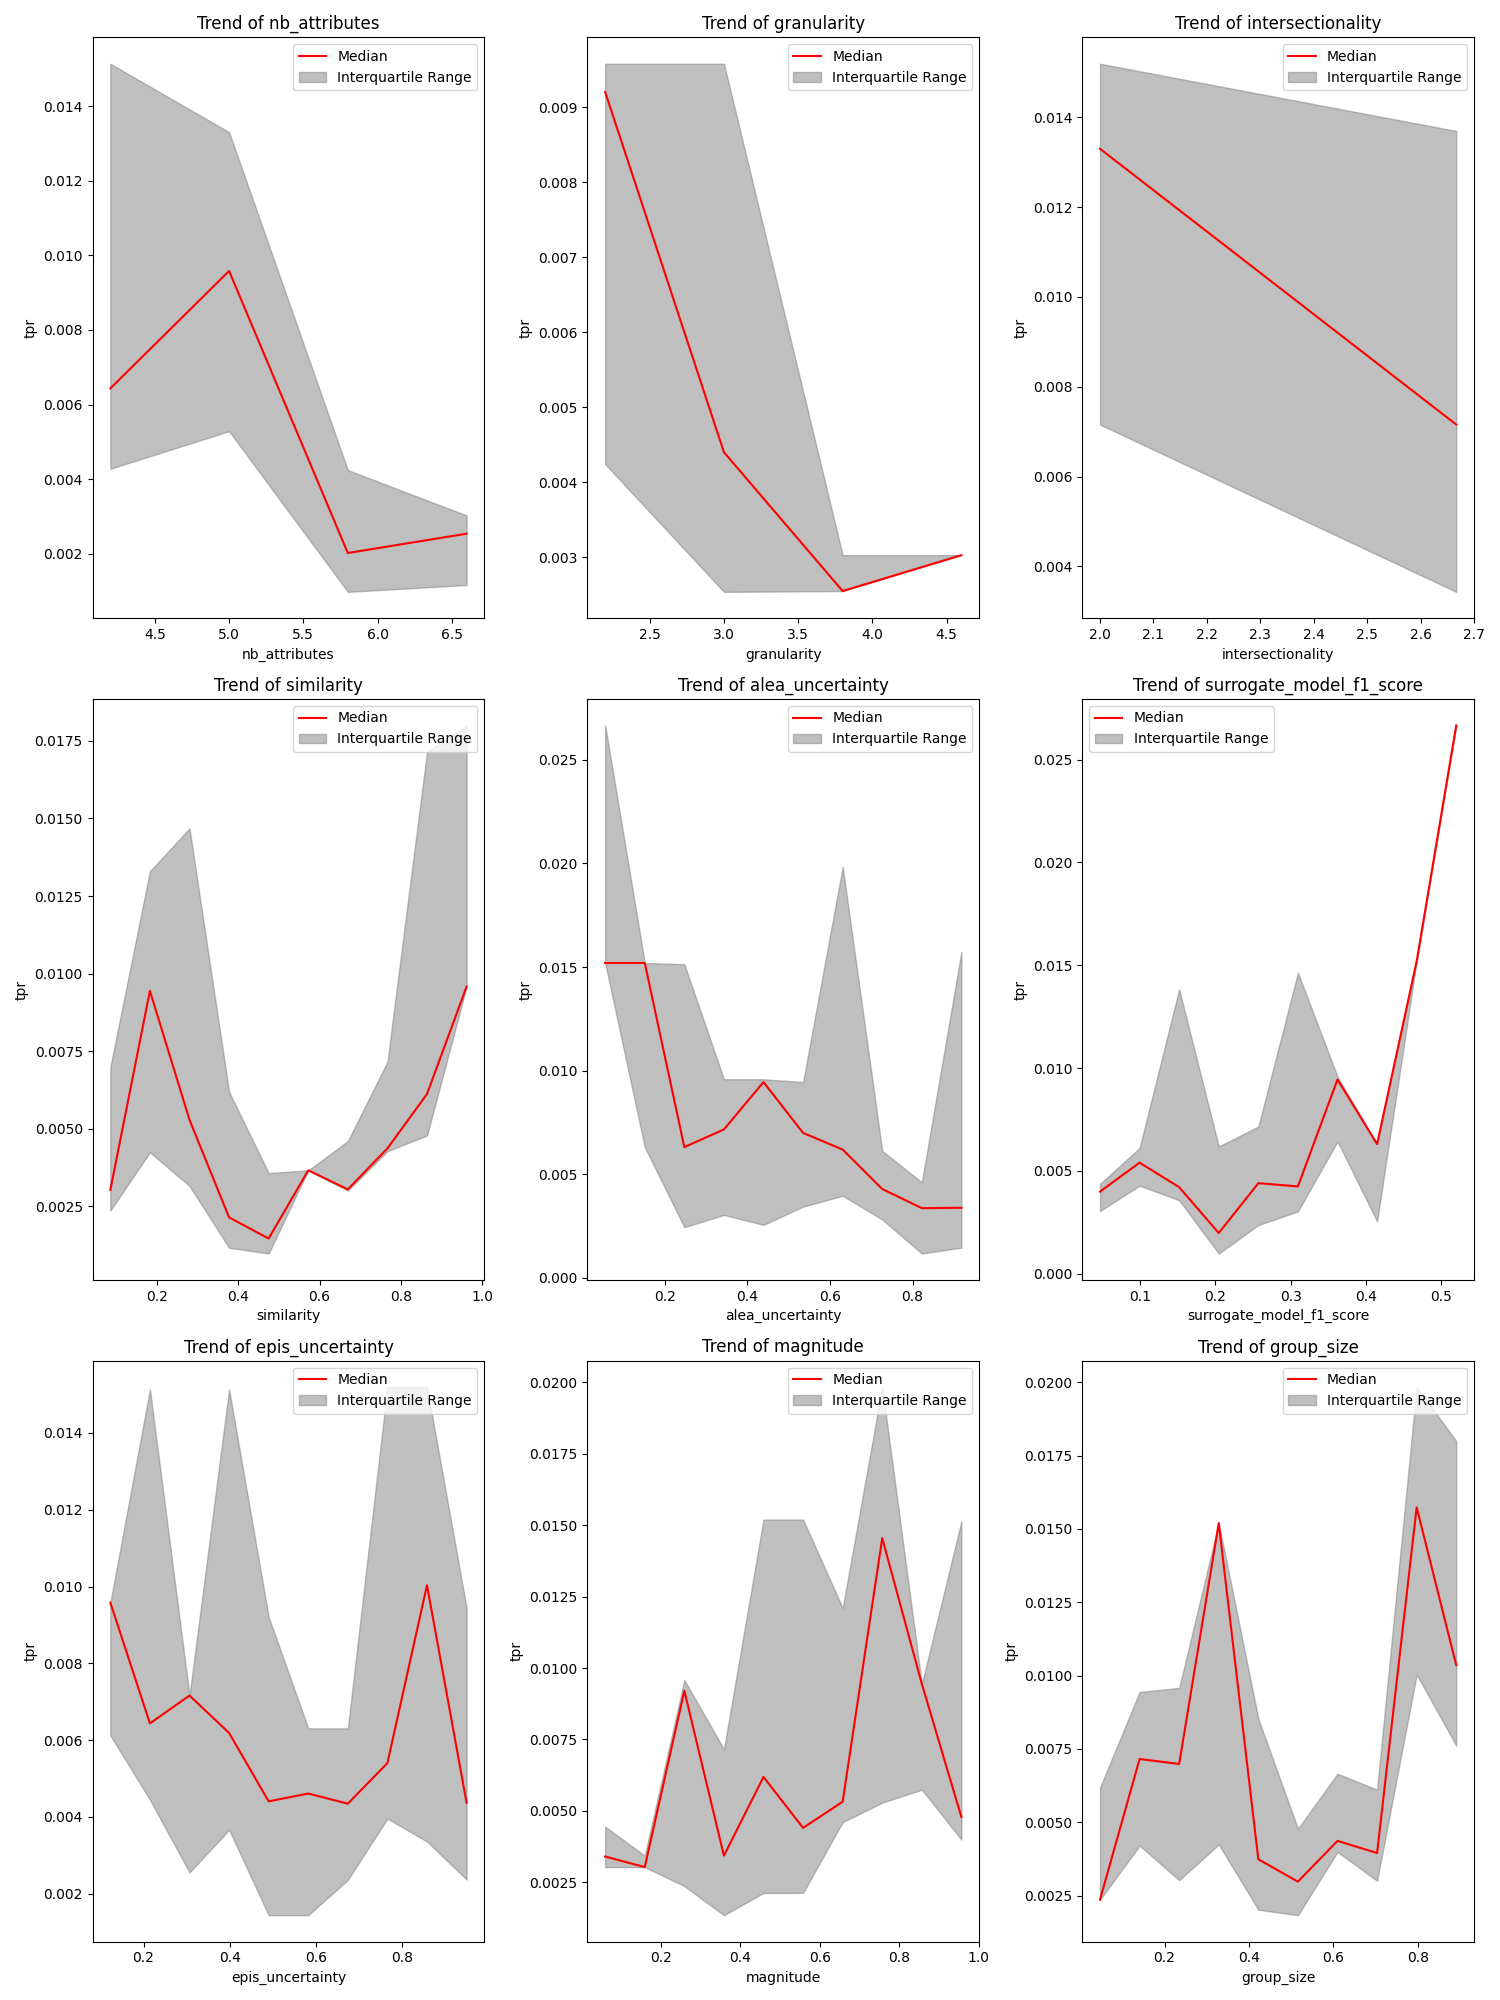 Trend of nb_attributes
Median
Interquartile Range
0.014
0.012
0.010
0.008
0.006
0.004
0.002
tpr
4.5 5.0 5.5 6.0 6.5
nb_attributes
Trend of granularity
Median
Interquartile Range
0.009
0.008
0.007
0.006
0.005
0.004
0.003
tpr
2.5 3.0 3.5 4.0 4.5
granularity
Trend of intersectionality
Median
Interquartile Range
0.014
0.012
0.010
0.008
0.006
0.004
tpr
2.0 2.1 2.2 2.3 2.4 2.5 2.6 2.7
intersectionality
Trend of similarity
Median
Interquartile Range
0.0175
0.0150
0.0125
0.0100
0.0075
0.0050
0.0025
tpr
0.2 0.4 0.6 0.8 1.0
similarity
Trend of alea_uncertainty
Median
Interquartile Range
0.025
0.020
0.015
0.010
0.005
0.000
tpr
0.2 0.4 0.6 0.8
alea_uncertainty
Trend of surrogate_model_f1_score
Median
Interquartile Range
0.025
0.020
0.015
0.010
0.005
0.000
tpr
0.1 0.2 0.3 0.4 0.5
surrogate_model_f1_score
Trend of epis_uncertainty
Median
Interquartile Range
0.014
0.012
0.010
0.008
0.006
0.004
0.002
tpr
0.2 0.4 0.6 0.8
epis_uncertainty
Trend of magnitude
Median
Interquartile Range
0.0200
0.0175
0.0150
0.0125
0.0100
0.0075
0.0050
0.0025
tpr
0.2 0.4 0.6 0.8 1.0
magnitude
Trend of group_size
Median
Interquartile Range
0.0200
0.0175
0.0150
0.0125
0.0100
0.0075
0.0050
0.0025
tpr
0.2 0.4 0.6 0.8
group_size